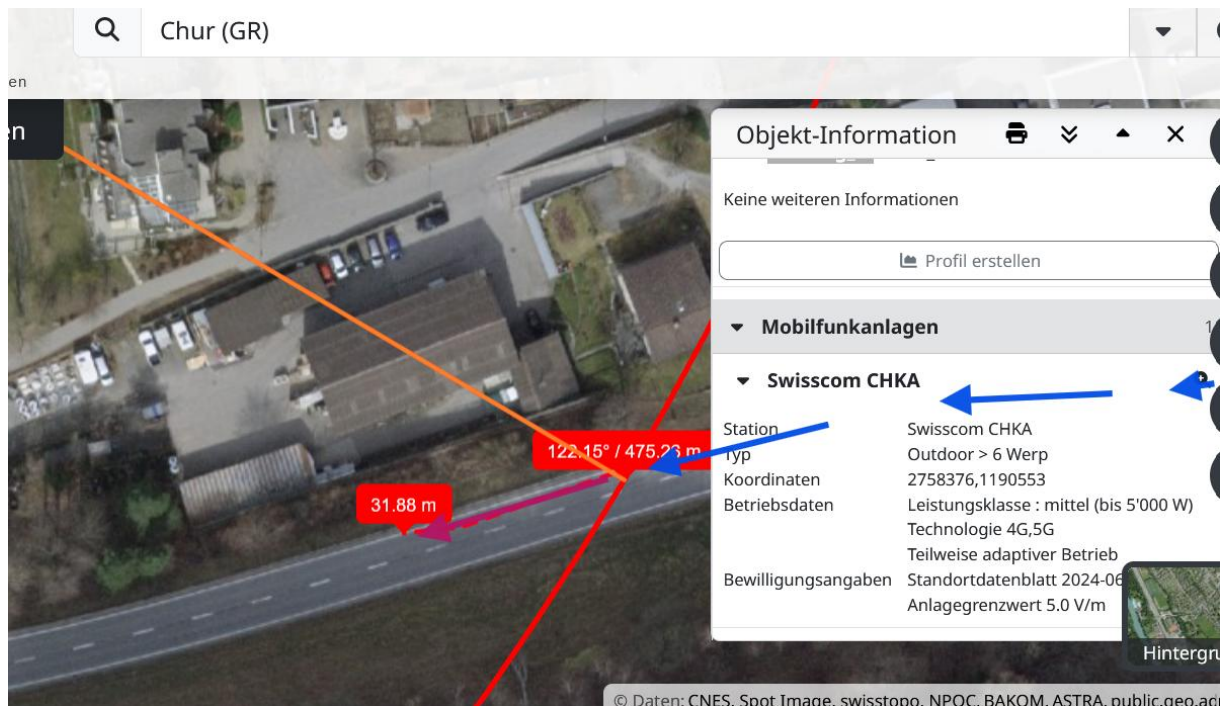 Chur (GR)
en
en
Objekt-Information
Keine weiteren Informationen
Profil erstellen
Mobilfunkanlagen
1
Swisscom CHKA
Station Swisscom CHKA
Typ Outdoor > 6 Werp
Koordinaten 2758376,1190553
Betriebsdaten Leistungsklasse : mittel (bis 5'000 W)
Technologie 4G,5G
Teilweise adaptiver Betrieb
Bewilligungsangaben Standortdatenblatt 2024-06
Anlagegrenzwert 5.0 V/m
122.15° / 475.23 m
31.88 m
Hintergru
© Daten: CNES, Spot Image, swisstopo, NPOC, BAKOM, ASTRA, public.geo.ad